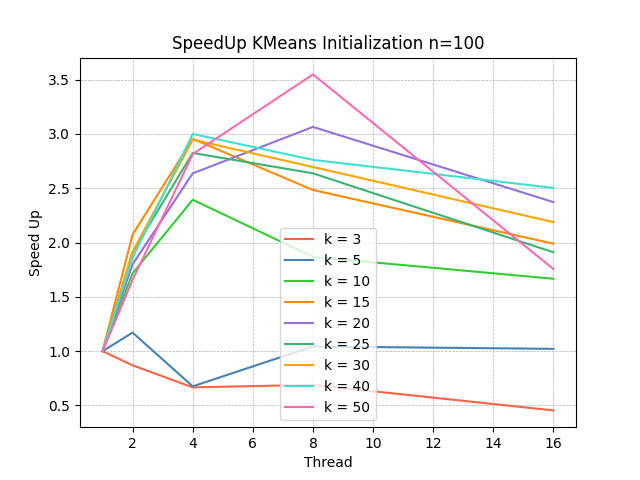 SpeedUp KMeans Initialization n=100
Speed Up
3.5
3.0
2.5
2.0
1.5
1.0
0.5
k = 3
k = 5
k = 10
k = 15
k = 20
k = 25
k = 30
k = 40
k = 50
2 4 6 8 10 12 14 16
Thread